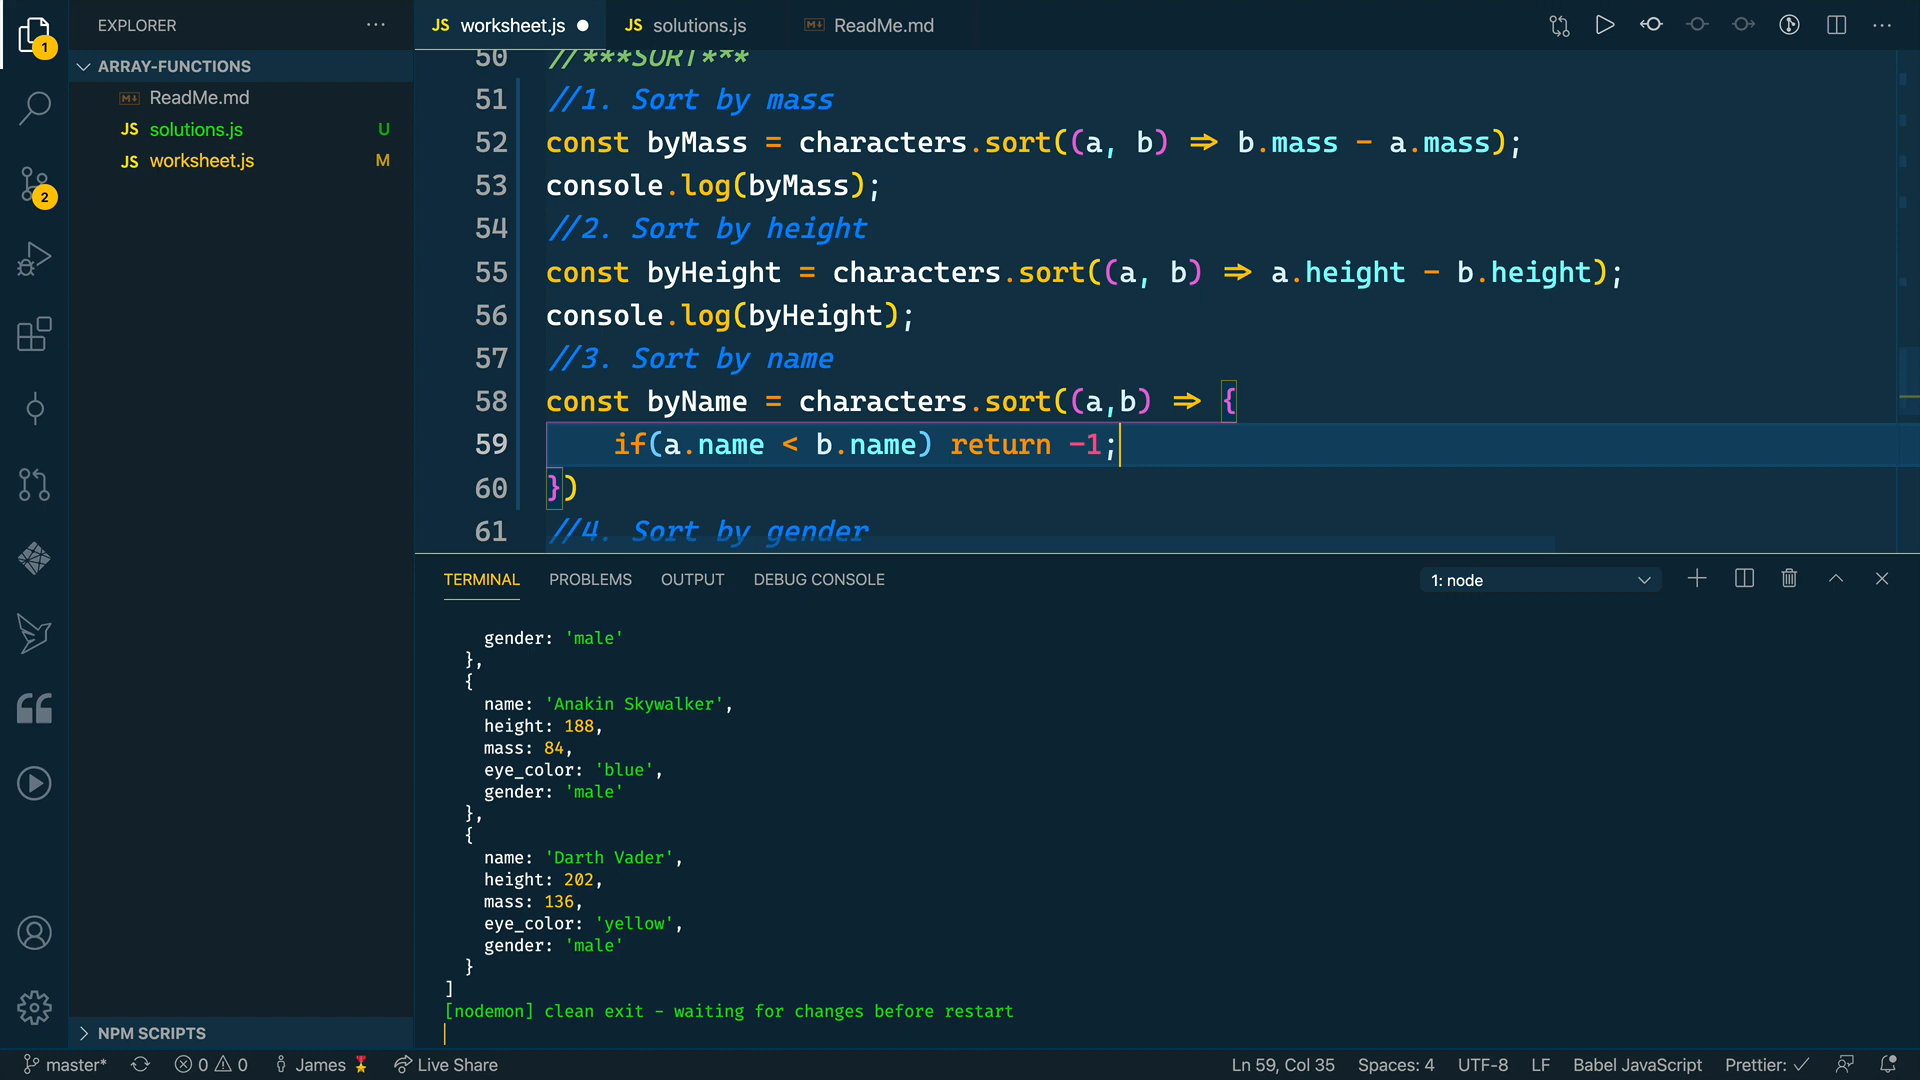 EXPLORER
ARRAY-FUNCTIONS
ReadMe.md
JS solutions.js U
JS worksheet.js M
NPM SCRIPTS
1
2
JS worksheet.js
JS solutions.js
ReadMe.md
50 //***SORT***
51 //1. Sort by mass
52 const byMass = characters.sort((a, b) => b.mass - a.mass);
53 console.log(byMass);
54 //2. Sort by height
55 const byHeight = characters.sort((a, b) => a.height - b.height);
56 console.log(byHeight);
57 //3. Sort by name
58 const byName = characters.sort((a,b) => {
59 if(a.name < b.name) return -1;
60 })
61 //4. Sort by gender
TERMINAL PROBLEMS OUTPUT DEBUG CONSOLE 1: node
gender: 'male'
},
{
name: 'Anakin Skywalker',
height: 188,
mass: 84,
eye_color: 'blue',
gender: 'male'
},
{
name: 'Darth Vader',
height: 202,
mass: 136,
eye_color: 'yellow',
gender: 'male'
}
]
[nodemon] clean exit - waiting for changes before restart
master* 0 0 James Live Share Ln 59, Col 35 Spaces: 4 UTF-8 LF Babel JavaScript Prettier: ✓